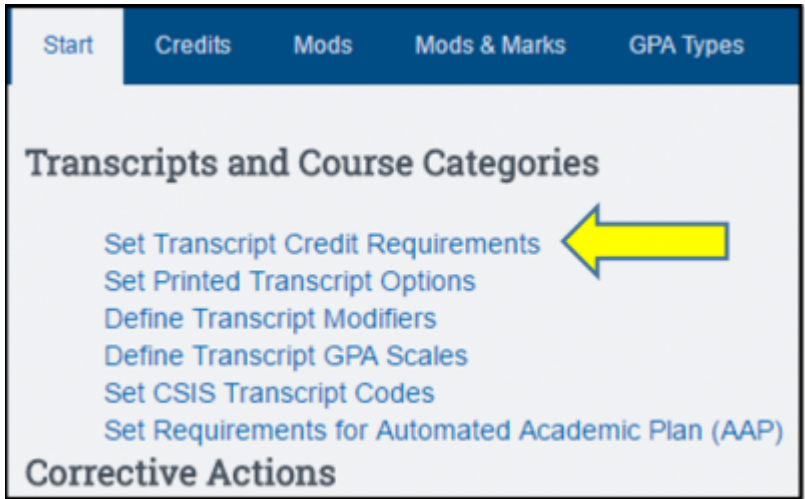 Start Credits Mods Mods & Marks GPA Types
Transcripts and Course Categories
Set Transcript Credit Requirements
Set Printed Transcript Options
Define Transcript Modifiers
Define Transcript GPA Scales
Set CSIS Transcript Codes
Set Requirements for Automated Academic Plan (AAP)
Corrective Actions